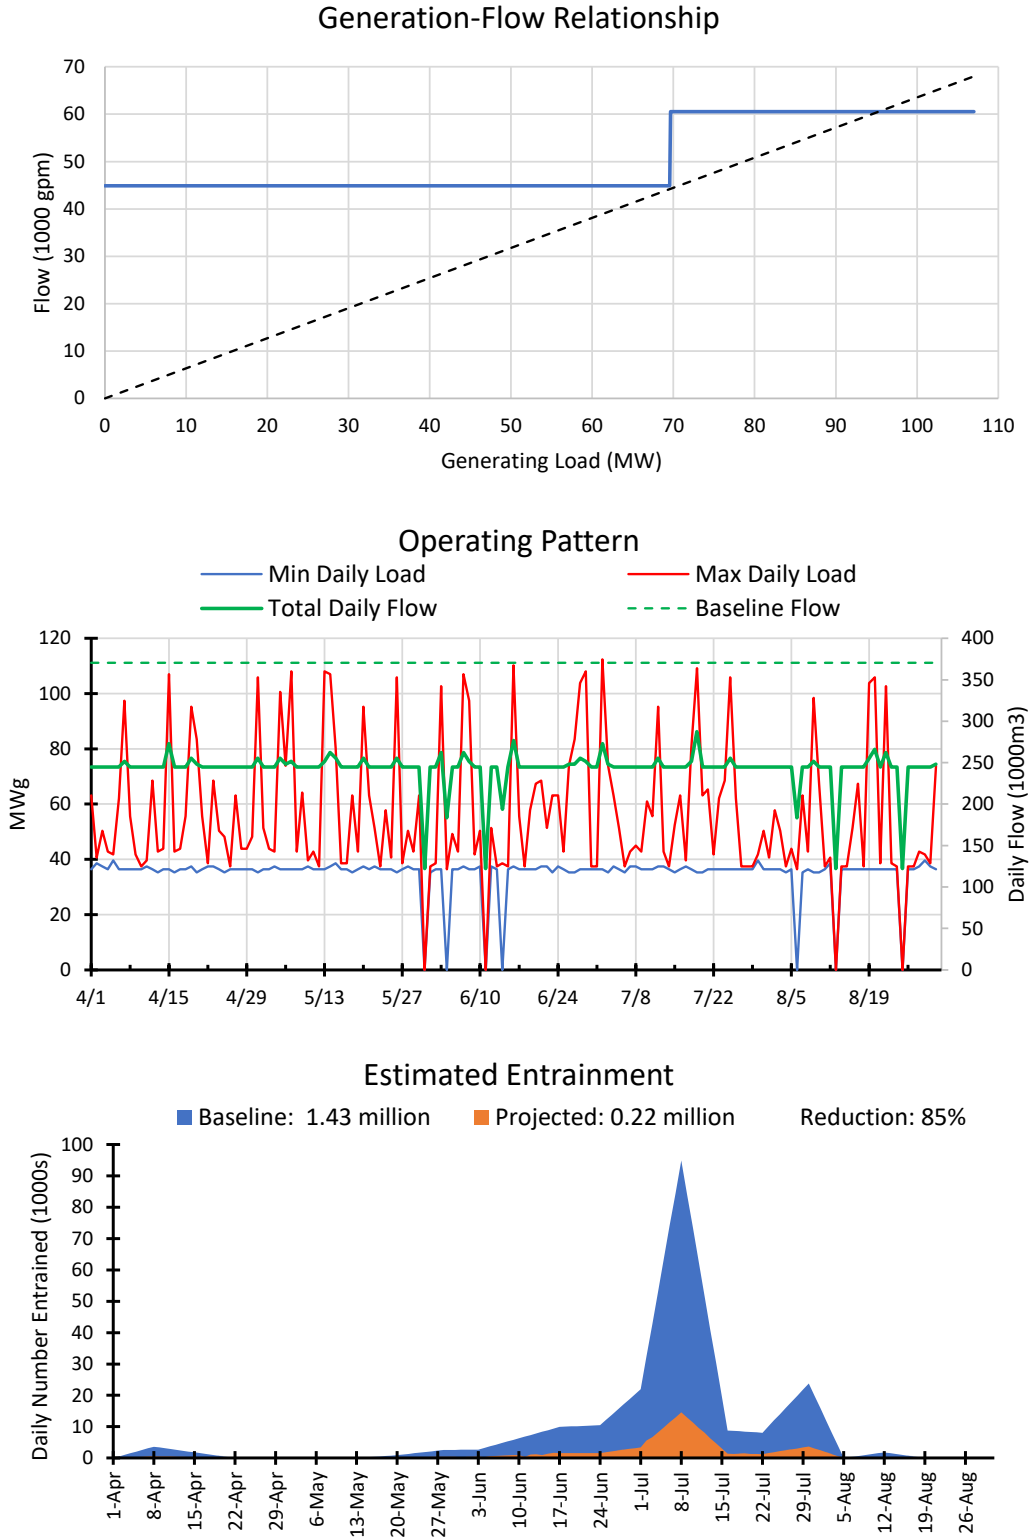 Generation-Flow Relationship
Flow (1000 gpm)
70
60
50
40
30
20
10
0
0 10 20 30 40 50 60 70 80 90 100 110
Generating Load (MW)
Operating Pattern
Min Daily Load Max Daily Load
Total Daily Flow Baseline Flow
MWg
120
100
80
60
40
20
0
400
350
300
250
200
150
100
50
0
Daily Flow (1000m3)
4/1 4/15 4/29 5/13 5/27 6/10 6/24 7/8 7/22 8/5 8/19
Estimated Entrainment
Baseline: 1.43 million Projected: 0.22 million Reduction: 85%
Daily Number Entrained (1000s)
100
90
80
70
60
50
40
30
20
10
0
1-Apr 8-Apr 15-Apr 22-Apr 29-Apr 6-May 13-May 20-May 27-May 3-Jun 10-Jun 17-Jun 24-Jun 1-Jul 8-Jul 15-Jul 22-Jul 29-Jul 5-Aug 12-Aug 19-Aug 26-Aug